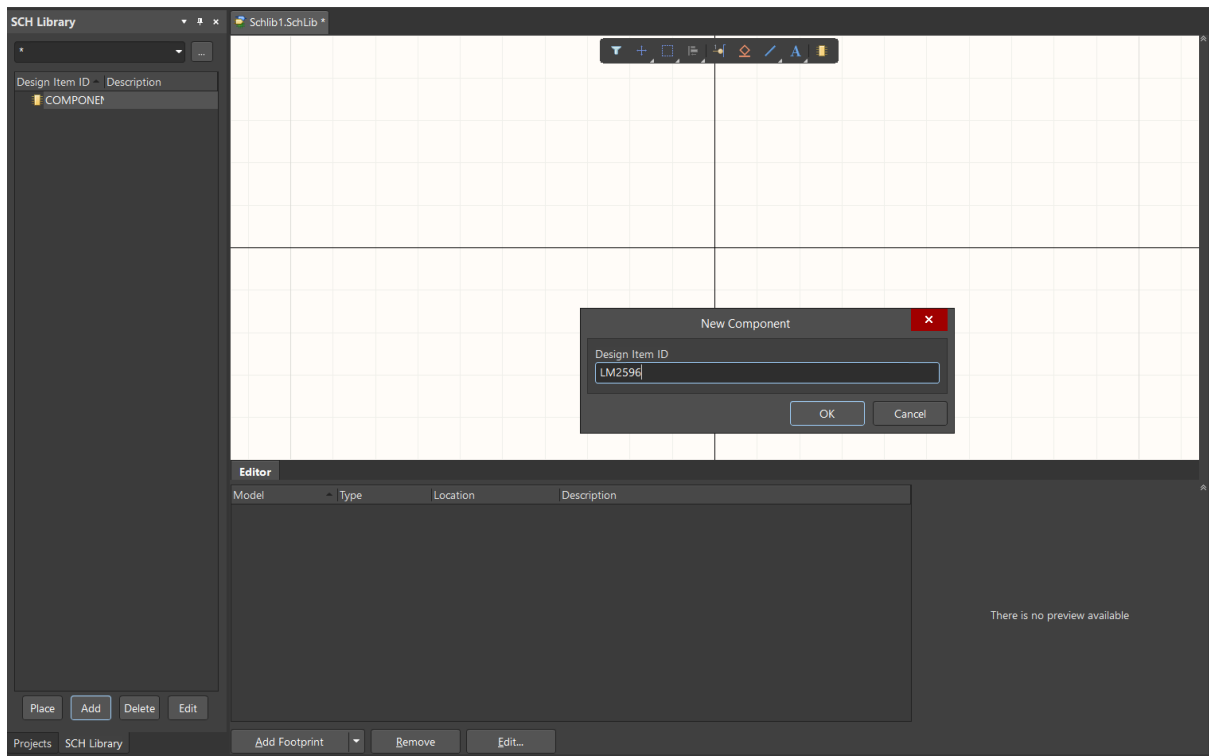 SCH Library
Schlib1.SchLib *
*
...
A
Design Item ID Description
COMPONEN
New Component
Design Item ID
LM2596
OK Cancel
Editor
Model Type Location Description
There is no preview available
Place Add Delete Edit
Projects SCH Library
Add Footprint Remove Edit...